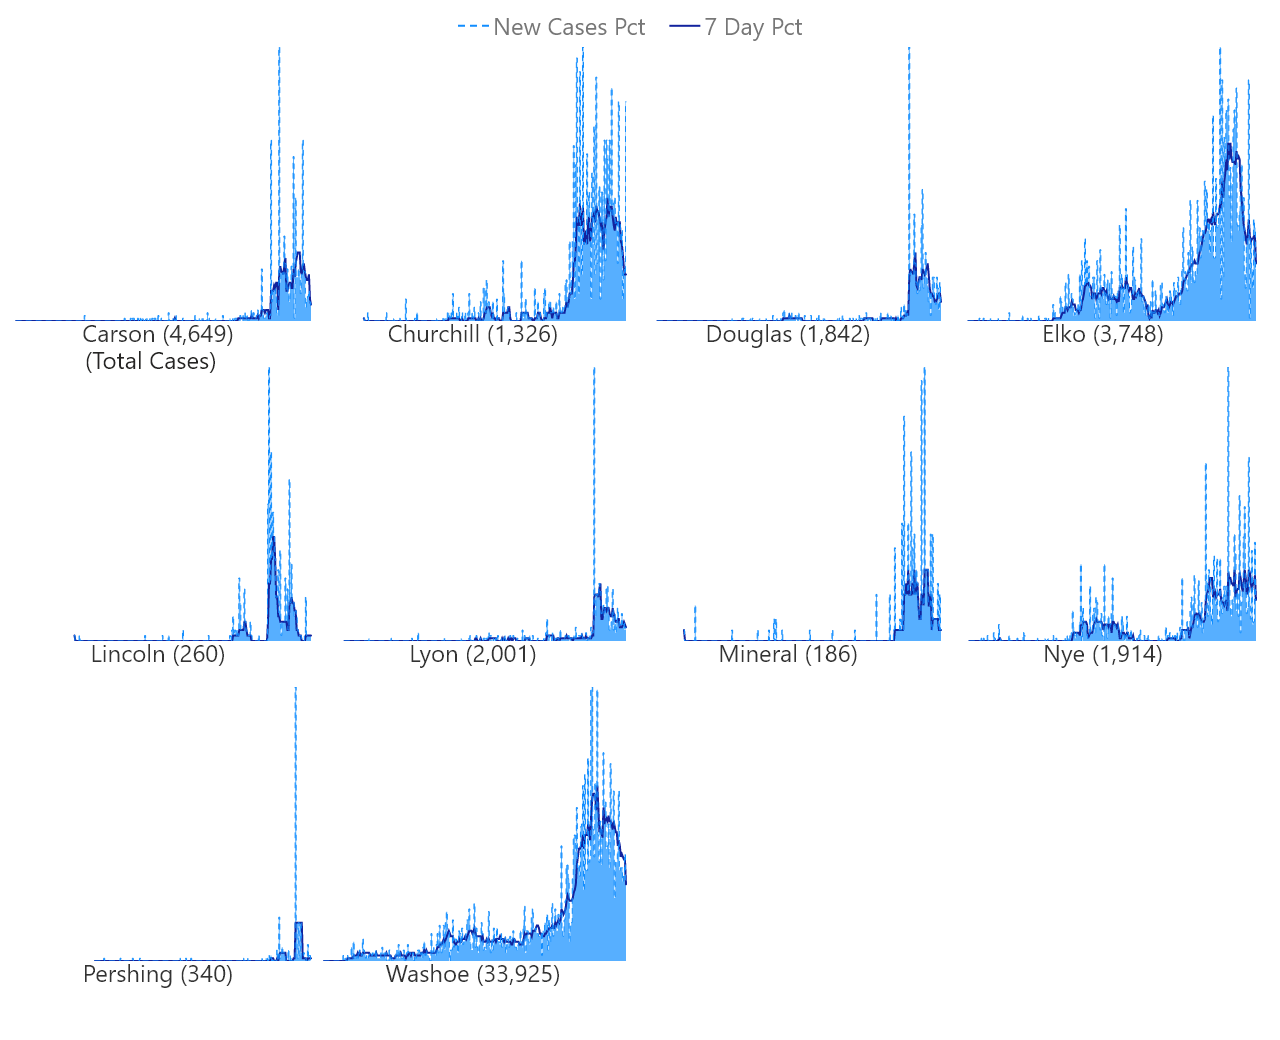 New Cases Pct 7 Day Pct
Carson (4,649) Churchill (1,326) Douglas (1,842) Elko (3,748)
(Total Cases)
Lincoln (260) Lyon (2,001) Mineral (186) Nye (1,914)
Pershing (340) Washoe (33,925)